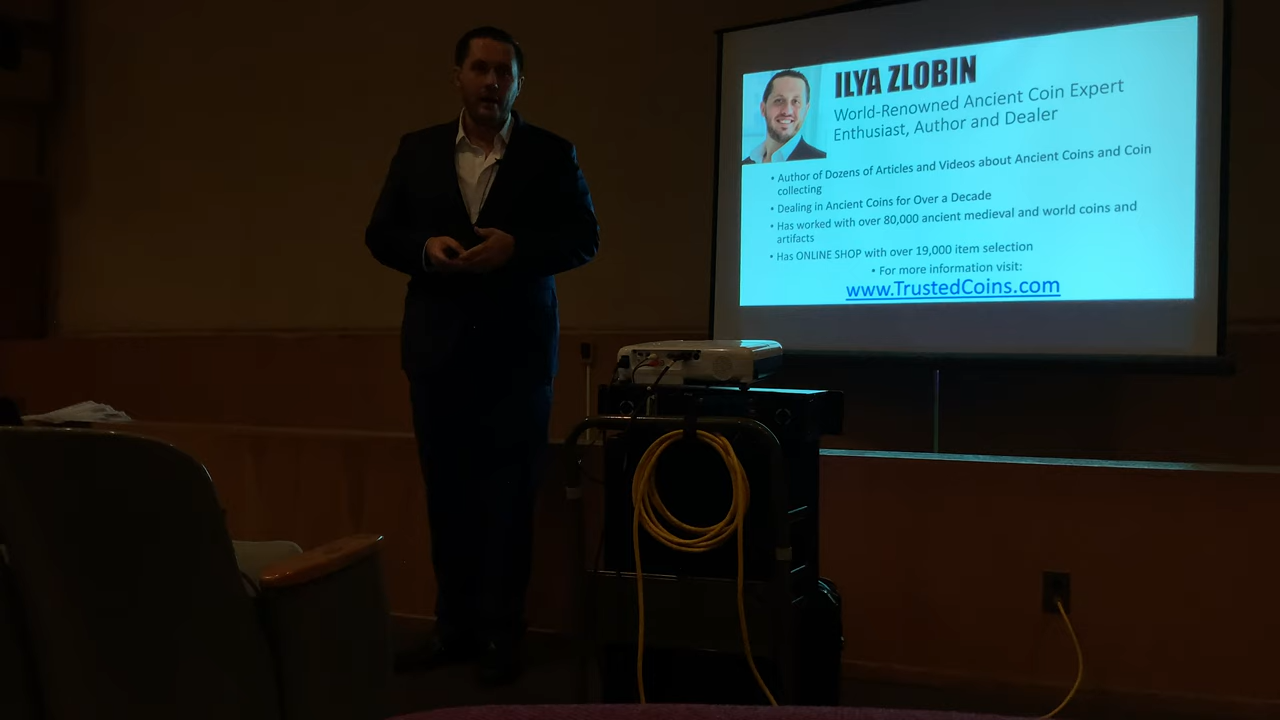 ILYA ZLOBIN
World-Renowned Ancient Coin Expert
Enthusiast, Author and Dealer
• Author of Dozens of Articles and Videos about Ancient Coins and Coin
collecting
• Dealing in Ancient Coins for Over a Decade
• Has worked with over 80,000 ancient medieval and world coins and
artifacts
• Has ONLINE SHOP with over 19,000 item selection
• For more information visit:
www.TrustedCoins.com